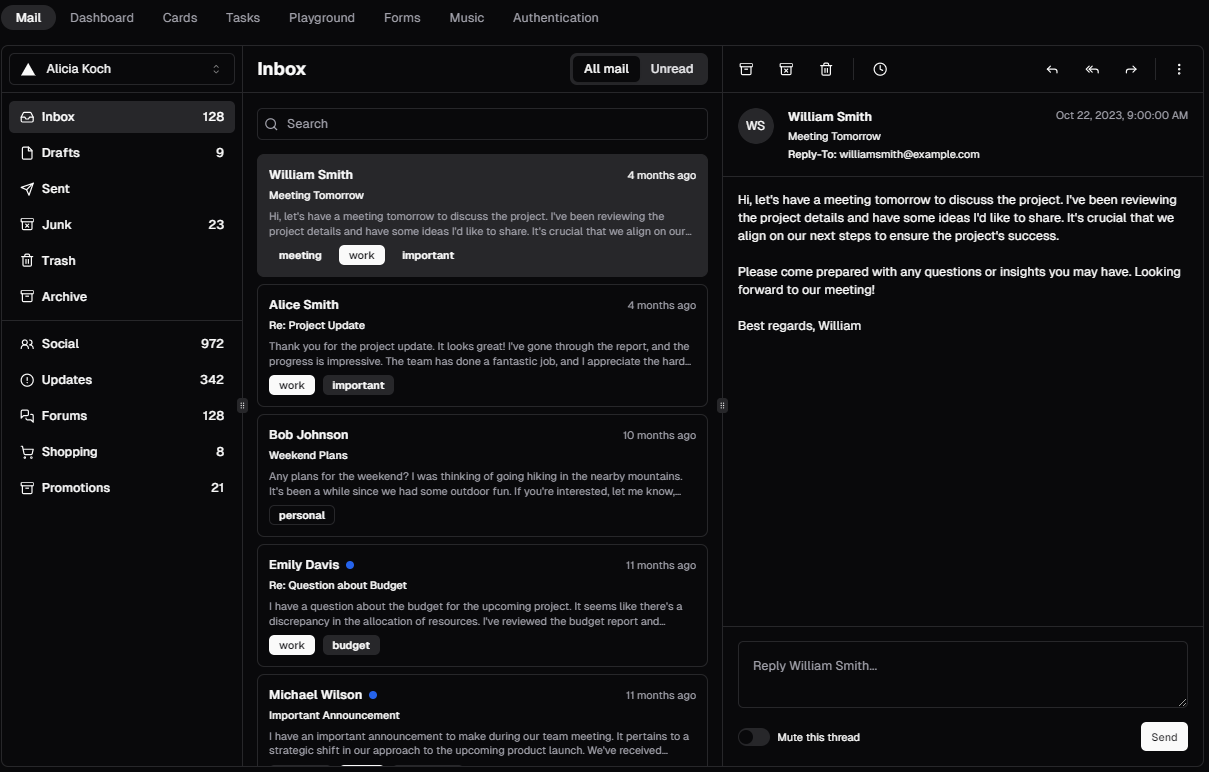 Mail Dashboard Cards Tasks Playground Forms Music Authentication
Alicia Koch
Inbox 128
Drafts 9
Sent
Junk 23
Trash
Archive
Social 972
Updates 342
Forums 128
Shopping 8
Promotions 21
Inbox
All mail Unread
Search
William Smith 4 months ago
Meeting Tomorrow
Hi, let's have a meeting tomorrow to discuss the project. I've been reviewing the
project details and have some ideas I'd like to share. It's crucial that we align on our…
meeting work important
Alice Smith 4 months ago
Re: Project Update
Thank you for the project update. It looks great! I've gone through the report, and the
progress is impressive. The team has done a fantastic job, and I appreciate the hard…
work important
Bob Johnson 10 months ago
Weekend Plans
Any plans for the weekend? I was thinking of going hiking in the nearby mountains.
It's been a while since we had some outdoor fun. If you're interested, let me know,…
personal
Emily Davis 11 months ago
Re: Question about Budget
I have a question about the budget for the upcoming project. It seems like there's a
discrepancy in the allocation of resources. I've reviewed the budget report and…
work budget
Michael Wilson 11 months ago
Important Announcement
I have an important announcement to make during our team meeting. It pertains to a
strategic shift in our approach to the upcoming product launch. We've received…
WS
William Smith Oct 22, 2023, 9:00:00 AM
Meeting Tomorrow
Reply-To: williamsmith@example.com
Hi, let's have a meeting tomorrow to discuss the project. I've been reviewing
the project details and have some ideas I'd like to share. It's crucial that we
align on our next steps to ensure the project's success.
Please come prepared with any questions or insights you may have. Looking
forward to our meeting!
Best regards, William
Reply William Smith...
Mute this thread Send